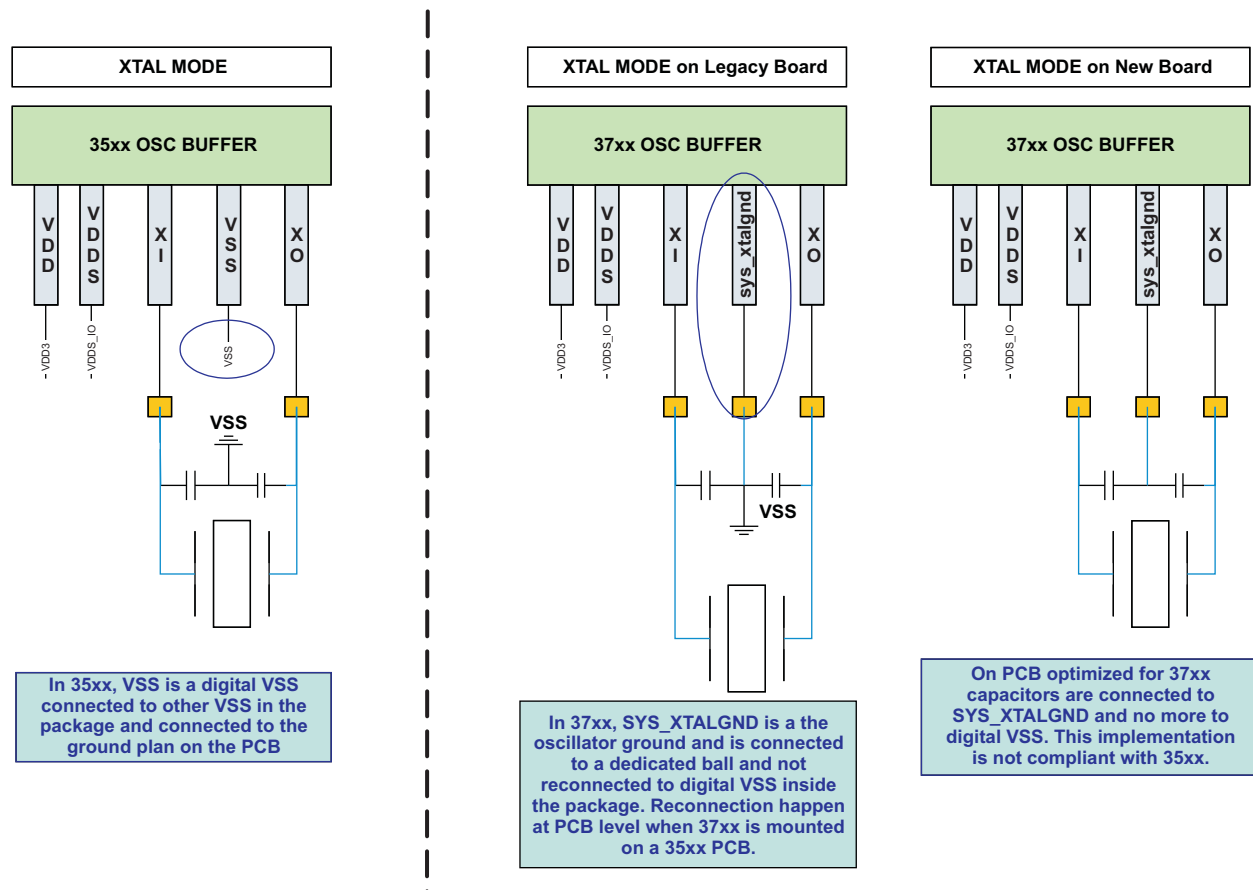 XTAL MODE
35xx OSC BUFFER
VDD
VDDS
XI
VSS
XO
VDD3
VDDS_IO
VSS
VSS
In 35xx, VSS is a digital VSS
connected to other VSS in the
package and connected to the
ground plan on the PCB
XTAL MODE on Legacy Board
37xx OSC BUFFER
VDD
VDDS
XI
sys_xtalgnd
XO
VDD3
VDDS_IO
VSS
In 37xx, SYS_XTALGND is a the
oscillator ground and is connected
to a dedicated ball and not
reconnected to digital VSS inside
the package. Reconnection happen
at PCB level when 37xx is mounted
on a 35xx PCB.
XTAL MODE on New Board
37xx OSC BUFFER
VDD
VDDS
XI
sys_xtalgnd
XO
VDD3
VDDS_IO
On PCB optimized for 37xx
capacitors are connected to
SYS_XTALGND and no more to
digital VSS. This implementation
is not compliant with 35xx.